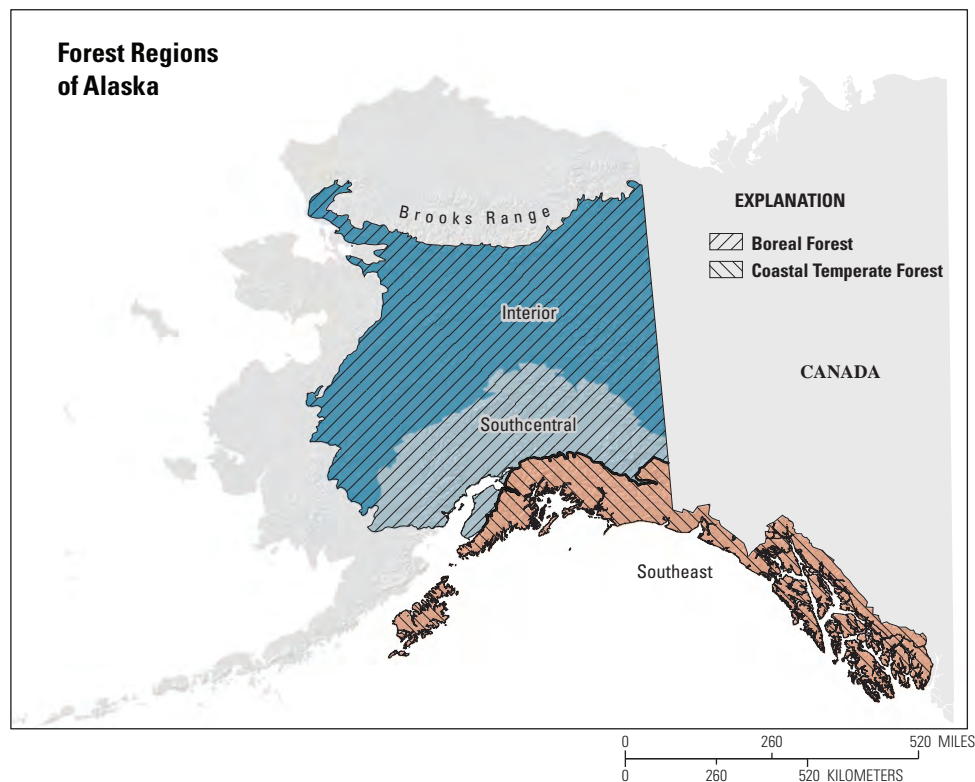 Forest Regions
of Alaska
Brooks Range
EXPLANATION
Boreal Forest
Coastal Temperate Forest
Interior
CANADA
Southcentral
Southeast
0 260 520 MILES
0 260 520 KILOMETERS